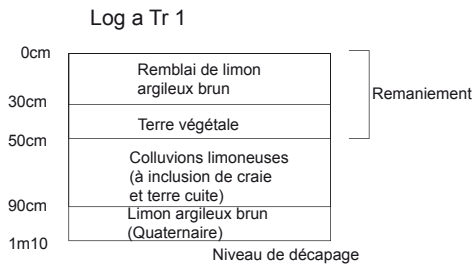 Log a Tr 1
0cm
Remblai de limon
argileux brun
Remaniement
30cm
Terre végétale
50cm
Colluvions limoneuses
(à inclusion de craie
et terre cuite)
90cm
Limon argileux brun
(Quaternaire)
1m10
Niveau de décapage